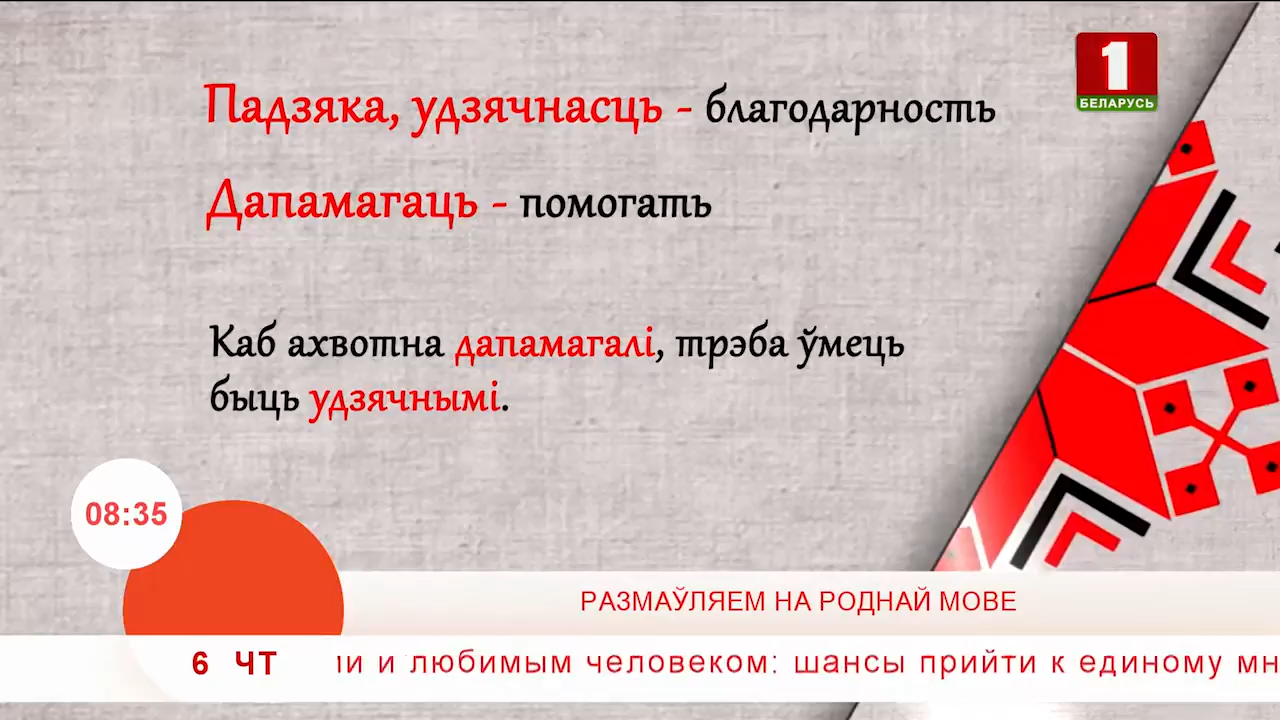 1
БЕЛАРУСЬ
Падзяка, удзячнасць - благодарность
Дапамагаць - помогать
Каб ахвотна дапамагалі, трэба ўмець
быць удзячнымі.
08:35
РАЗМАЎЛЯЕМ НА РОДНАЙ МОВЕ
6 ЧТ
и любимым человеком: шансы прийти к единому